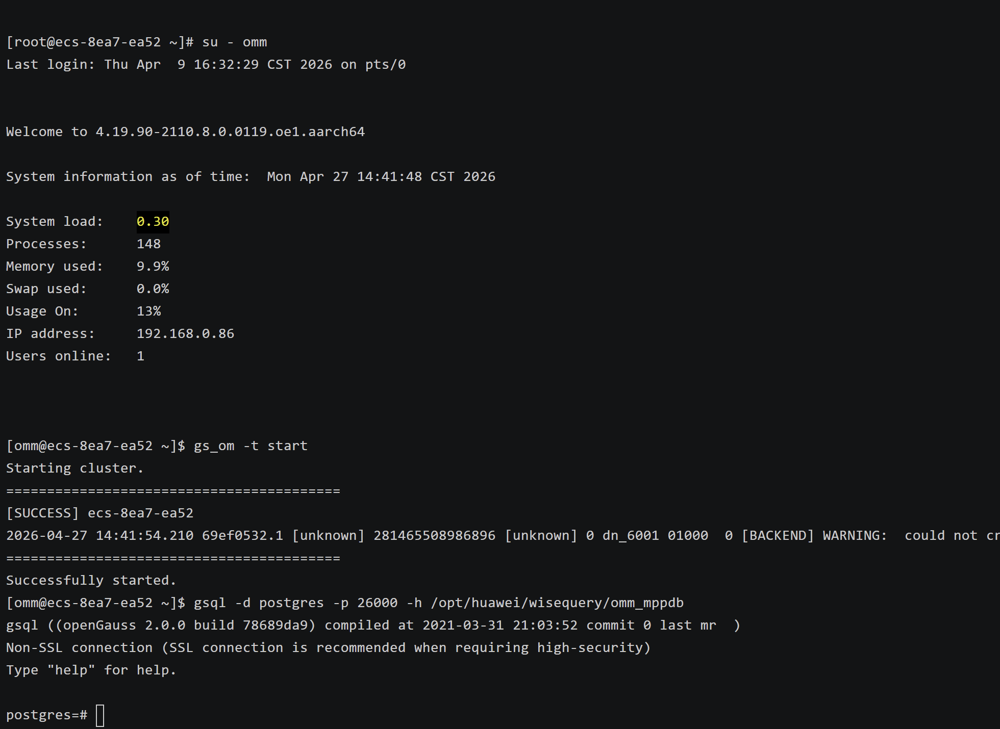 [root@ecs-8ea7-ea52 ~]# su - omm
Last login: Thu Apr  9 16:32:29 CST 2026 on pts/0
Welcome to 4.19.90-2110.8.0.0119.oe1.aarch64
System information as of time:  Mon Apr 27 14:41:48 CST 2026
System load:    0.30
Processes:      148
Memory used:    9.9%
Swap used:      0.0%
Usage On:       13%
IP address:     192.168.0.86
Users online:   1
[omm@ecs-8ea7-ea52 ~]$ gs_om -t start
Starting cluster.
=========================================
[SUCCESS] ecs-8ea7-ea52
2026-04-27 14:41:54.210 69ef0532.1 [unknown] 281465508986896 [unknown] 0 dn_6001 01000  0 [BACKEND] WARNING:  could not cr
=========================================
Successfully started.
[omm@ecs-8ea7-ea52 ~]$ gsql -d postgres -p 26000 -h /opt/huawei/wisequery/omm_mppdb
gsql ((openGauss 2.0.0 build 78689da9) compiled at 2021-03-31 21:03:52 commit 0 last mr  )
Non-SSL connection (SSL connection is recommended when requiring high-security)
Type "help" for help.
postgres=#